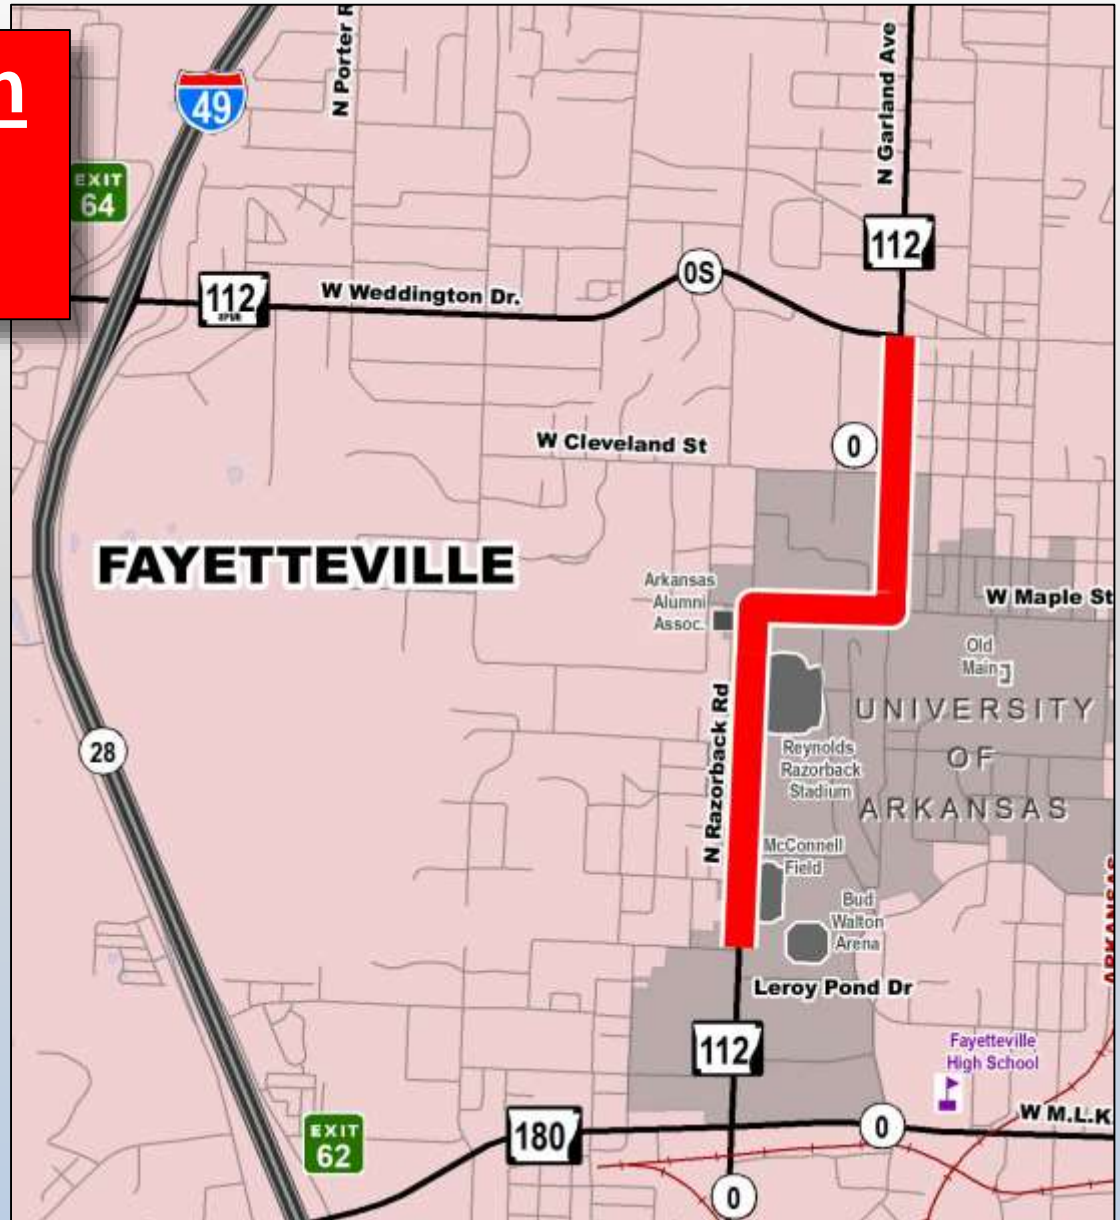 N Porter R
N Garland Ave
49
EXIT
64
112
0S
112
W Weddington Dr.
W Cleveland St
0
FAYETTEVILLE
Arkansas
Alumni
Assoc.
W Maple St
Old
Main
UNIVERSITY
OF
ARKANSAS
N Razorback Rd
Reynolds
Razorback
Stadium
28
McConnell
Field
Bud
Walton
Arena
ARKANSAS
Leroy Pond Dr
112
Fayetteville
High School
EXIT
62
180
0
W M.L.K
0